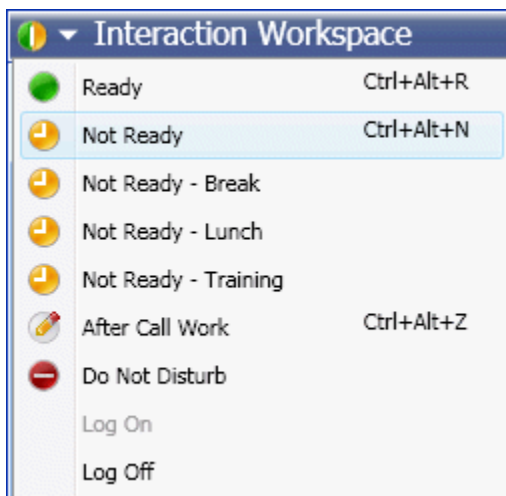 Interaction Workspace
Ready Ctrl+Alt+R
Not Ready Ctrl+Alt+N
Not Ready - Break
Not Ready - Lunch
Not Ready - Training
After Call Work Ctrl+Alt+Z
Do Not Disturb
Log On
Log Off